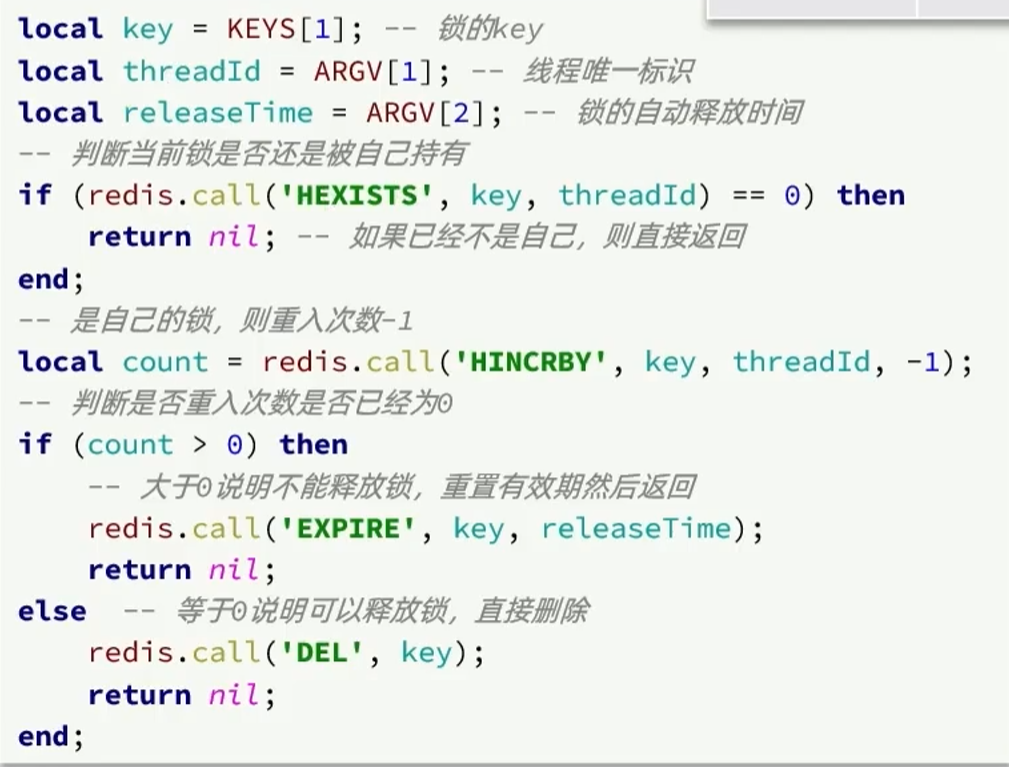 local key = KEYS[1]; -- 锁的key
local threadId = ARGV[1]; -- 线程唯一标识
local releaseTime = ARGV[2]; -- 锁的自动释放时间
-- 判断当前锁是否还是被自己持有
if (redis.call('HEXISTS', key, threadId) == 0) then
    return nil; -- 如果已经不是自己，则直接返回
end;
-- 是自己的锁，则重入次数-1
local count = redis.call('HINCRBY', key, threadId, -1);
-- 判断是否重入次数是否已经为0
if (count > 0) then
    -- 大于0说明不能释放锁，重置有效期然后返回
    redis.call('EXPIRE', key, releaseTime);
    return nil;
else  -- 等于0说明可以释放锁，直接删除
    redis.call('DEL', key);
    return nil;
end;